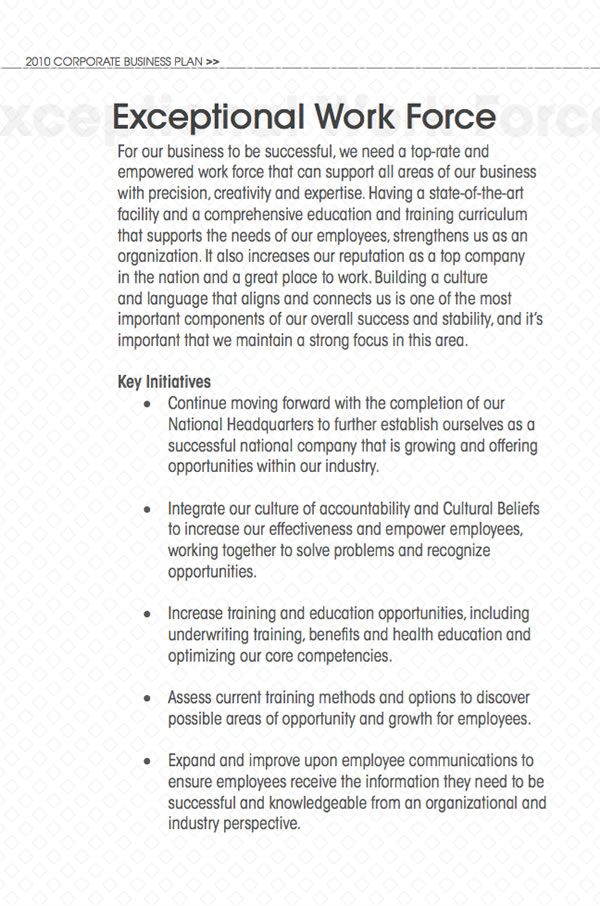 2010 CORPORATE BUSINESS PLAN >>
Exceptional Work Force
Exceptional Work Force
For our business to be successful, we need a top-rate and
empowered work force that can support all areas of our business
with precision, creativity and expertise. Having a state-of-the-art
facility and a comprehensive education and training curriculum
that supports the needs of our employees, strengthens us as an
organization. It also increases our reputation as a top company
in the nation and a great place to work. Building a culture
and language that aligns and connects us is one of the most
important components of our overall success and stability, and it's
important that we maintain a strong focus in this area.
Key Initiatives
• Continue moving forward with the completion of our
National Headquarters to further establish ourselves as a
successful national company that is growing and offering
opportunities within our industry.
• Integrate our culture of accountability and Cultural Beliefs
to increase our effectiveness and empower employees,
working together to solve problems and recognize
opportunities.
• Increase training and education opportunities, including
underwriting training, benefits and health education and
optimizing our core competencies.
• Assess current training methods and options to discover
possible areas of opportunity and growth for employees.
• Expand and improve upon employee communications to
ensure employees receive the information they need to be
successful and knowledgeable from an organizational and
industry perspective.